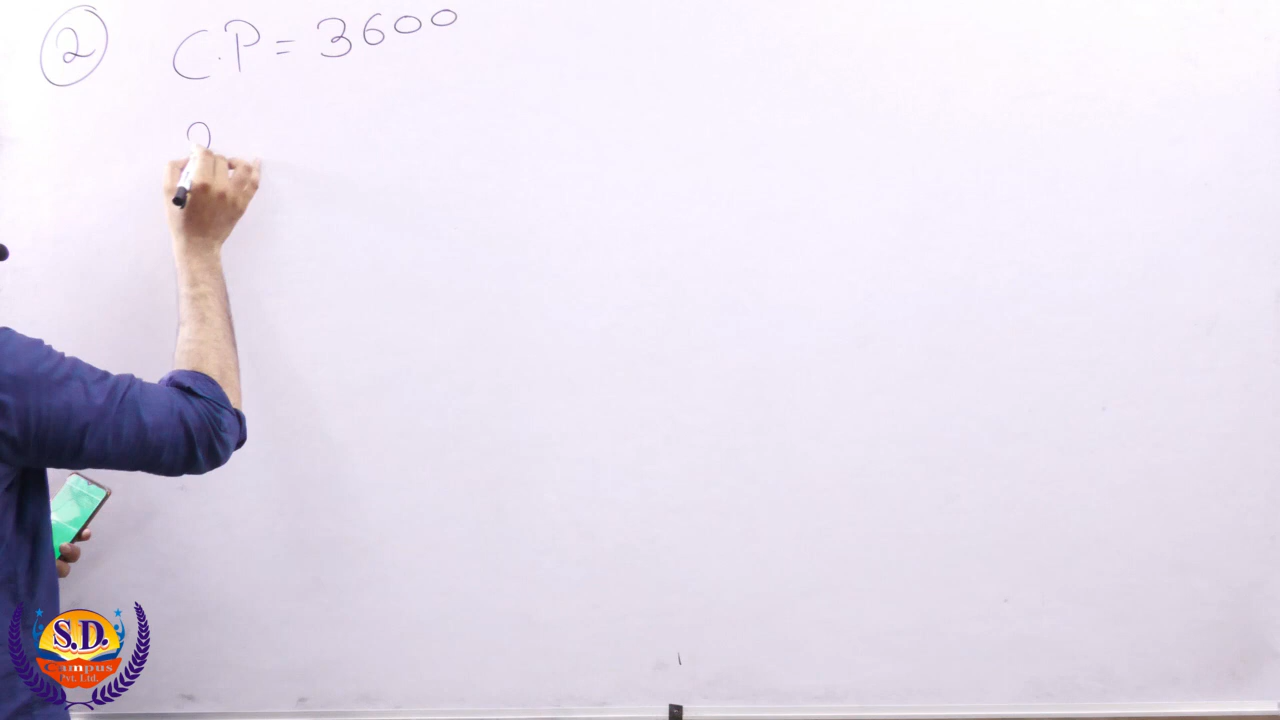 ② C.P = 3600
S.D.
Campus
Pvt. Ltd.